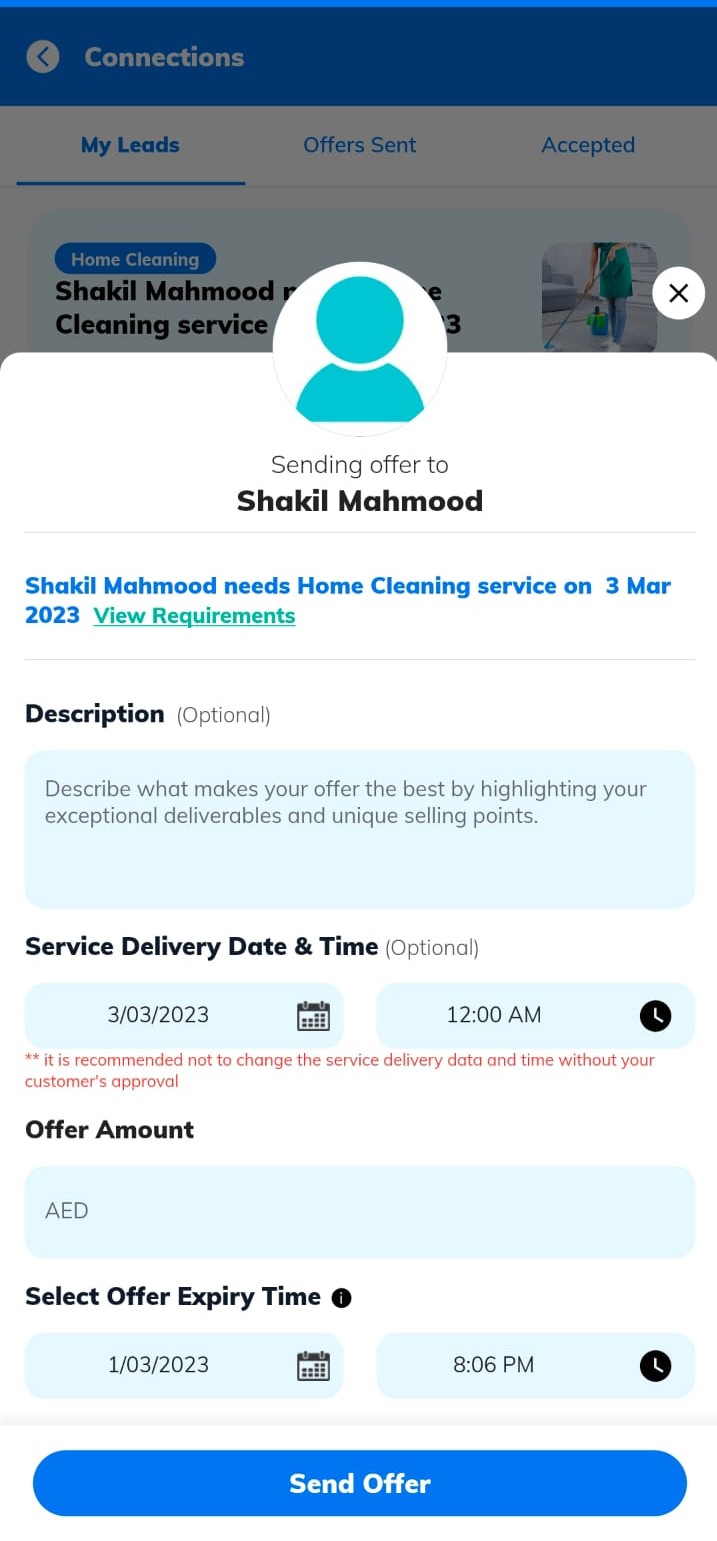 Connections
My Leads
Offers Sent
Accepted
Home Cleaning
Shakil Mahmood
Cleaning service
Sending offer to
Shakil Mahmood
Shakil Mahmood needs Home Cleaning service on 3 Mar
2023 View Requirements
Description (Optional)
Describe what makes your offer the best by highlighting your
exceptional deliverables and unique selling points.
Service Delivery Date & Time (Optional)
3/03/2023
12:00 AM
** it is recommended not to change the service delivery data and time without your
customer's approval
Offer Amount
AED
Select Offer Expiry Time
1/03/2023
8:06 PM
Send Offer